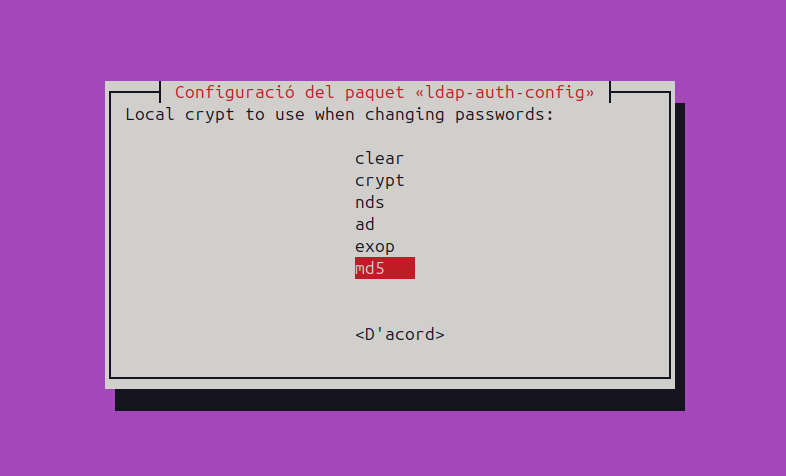 Configuració del paquet «ldap-auth-config»
Local crypt to use when changing passwords:
clear
crypt
nds
ad
exop
md5
<D'acord>